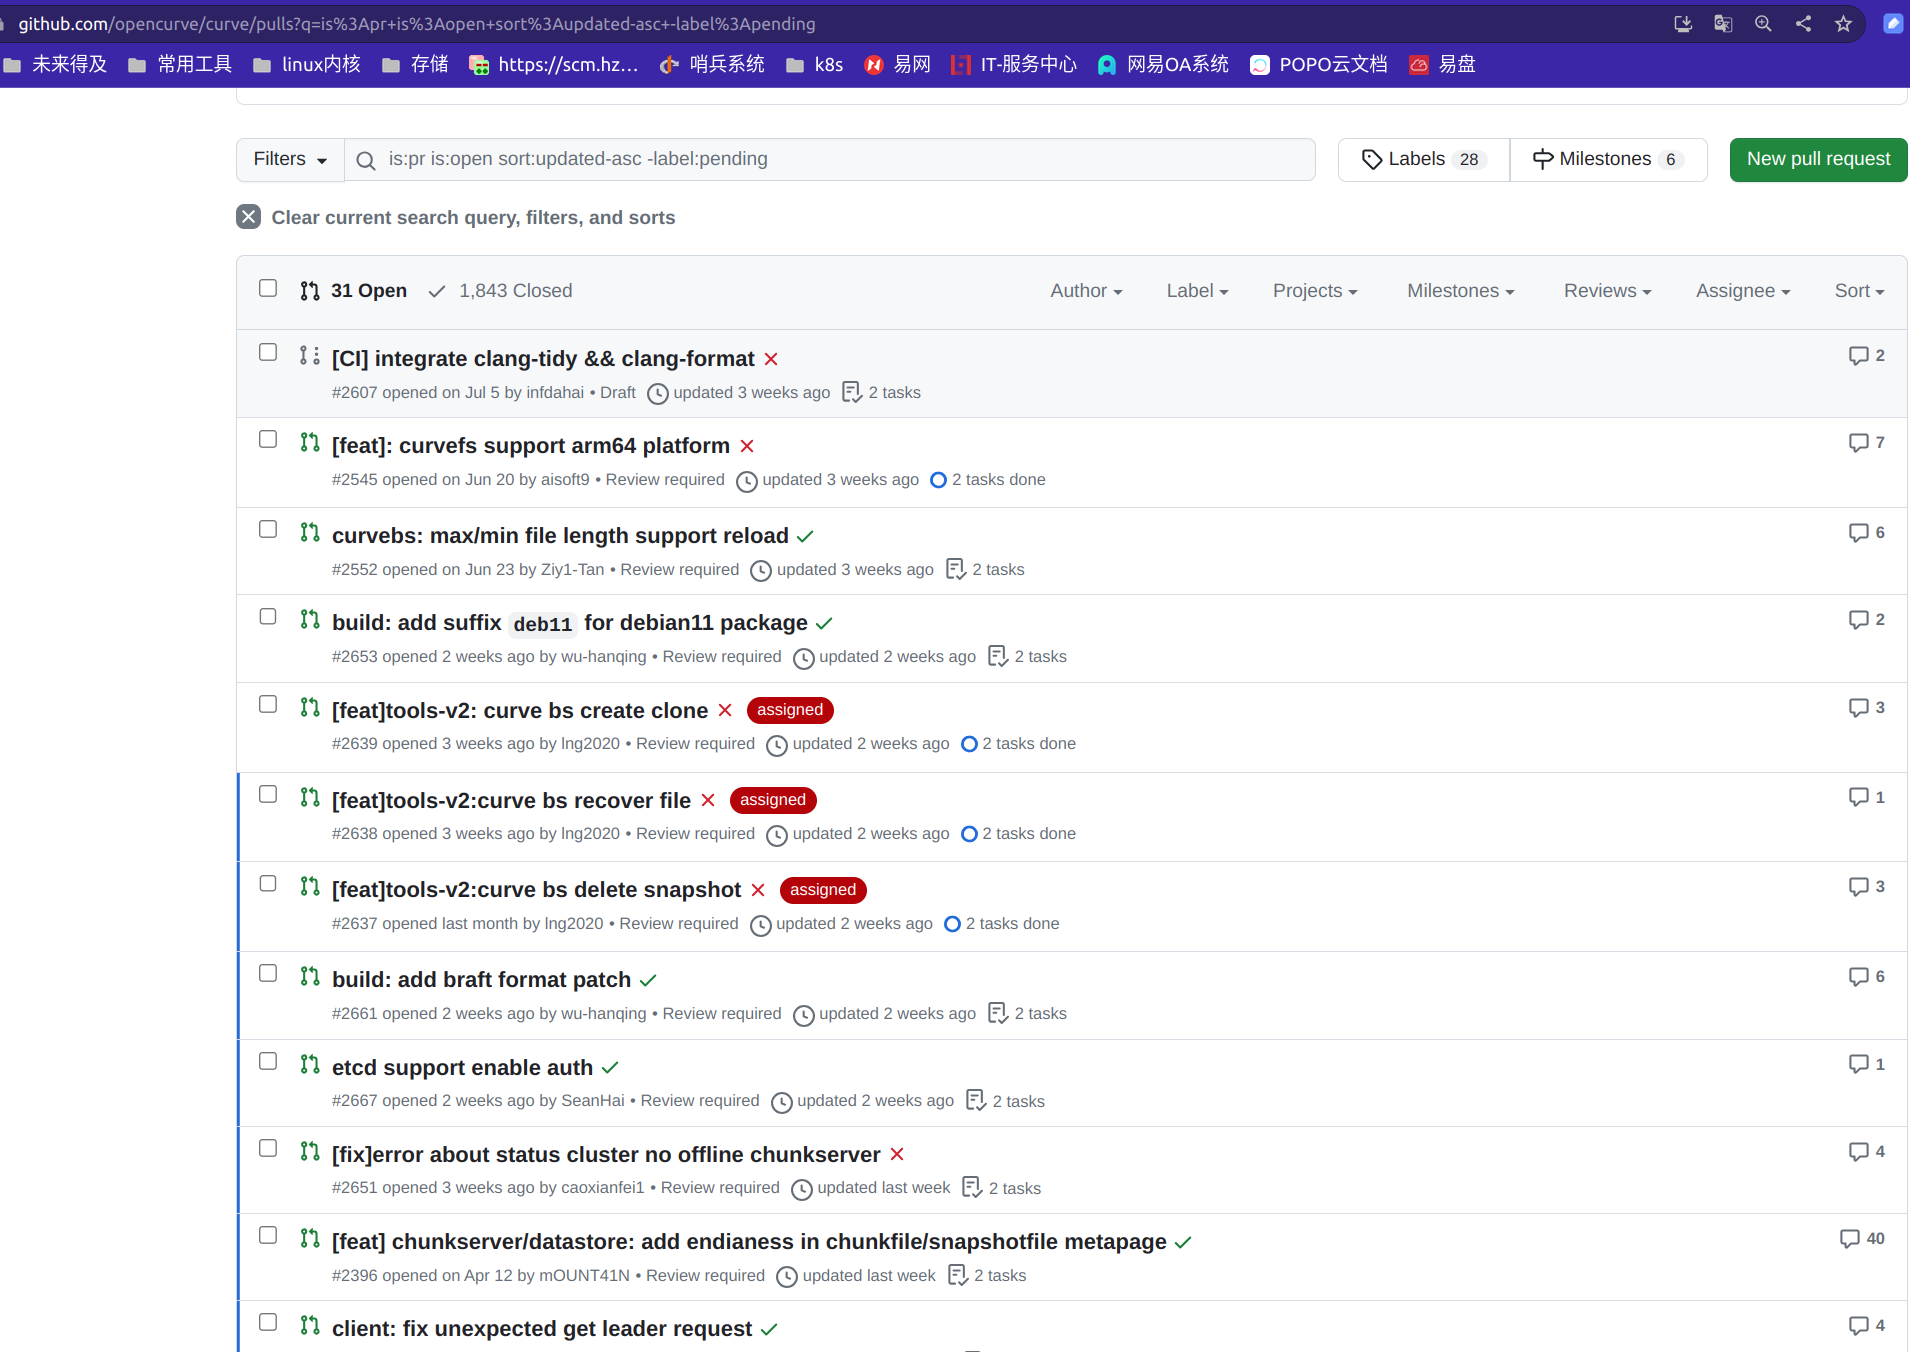 github.com/opencurve/curve/pulls?q=is%3Apr+is%3Aopen+sort%3Aupdated-asc+-label%3Apending
未来得及 常用工具 linux内核 存储 https://scm.hz... 哨兵系统 k8s 易网 IT-服务中心 网易OA系统 POPO云文档 易盘
Filters is:pr is:open sort:updated-asc -label:pending Labels 28 Milestones 6 New pull request
Clear current search query, filters, and sorts
31 Open 1,843 Closed Author Label Projects Milestones Reviews Assignee Sort
[CI] integrate clang-tidy && clang-format 2
#2607 opened on Jul 5 by infdahai • Draft updated 3 weeks ago 2 tasks
[feat]: curvefs support arm64 platform 7
#2545 opened on Jun 20 by aisoft9 • Review required updated 3 weeks ago 2 tasks done
curvebs: max/min file length support reload 6
#2552 opened on Jun 23 by Ziy1-Tan • Review required updated 3 weeks ago 2 tasks
build: add suffix deb11 for debian11 package 2
#2653 opened 2 weeks ago by wu-hanqing • Review required updated 2 weeks ago 2 tasks
[feat]tools-v2: curve bs create clone assigned 3
#2639 opened 3 weeks ago by lng2020 • Review required updated 2 weeks ago 2 tasks done
[feat]tools-v2:curve bs recover file assigned 1
#2638 opened 3 weeks ago by lng2020 • Review required updated 2 weeks ago 2 tasks done
[feat]tools-v2:curve bs delete snapshot assigned 3
#2637 opened last month by lng2020 • Review required updated 2 weeks ago 2 tasks done
build: add braft format patch 6
#2661 opened 2 weeks ago by wu-hanqing • Review required updated 2 weeks ago 2 tasks
etcd support enable auth 1
#2667 opened 2 weeks ago by SeanHai • Review required updated 2 weeks ago 2 tasks
[fix]error about status cluster no offline chunkserver 4
#2651 opened 3 weeks ago by caoxianfei1 • Review required updated last week 2 tasks
[feat] chunkserver/datastore: add endianess in chunkfile/snapshotfile metapage 40
#2396 opened on Apr 12 by mOUNT41N • Review required updated last week 2 tasks
client: fix unexpected get leader request 4